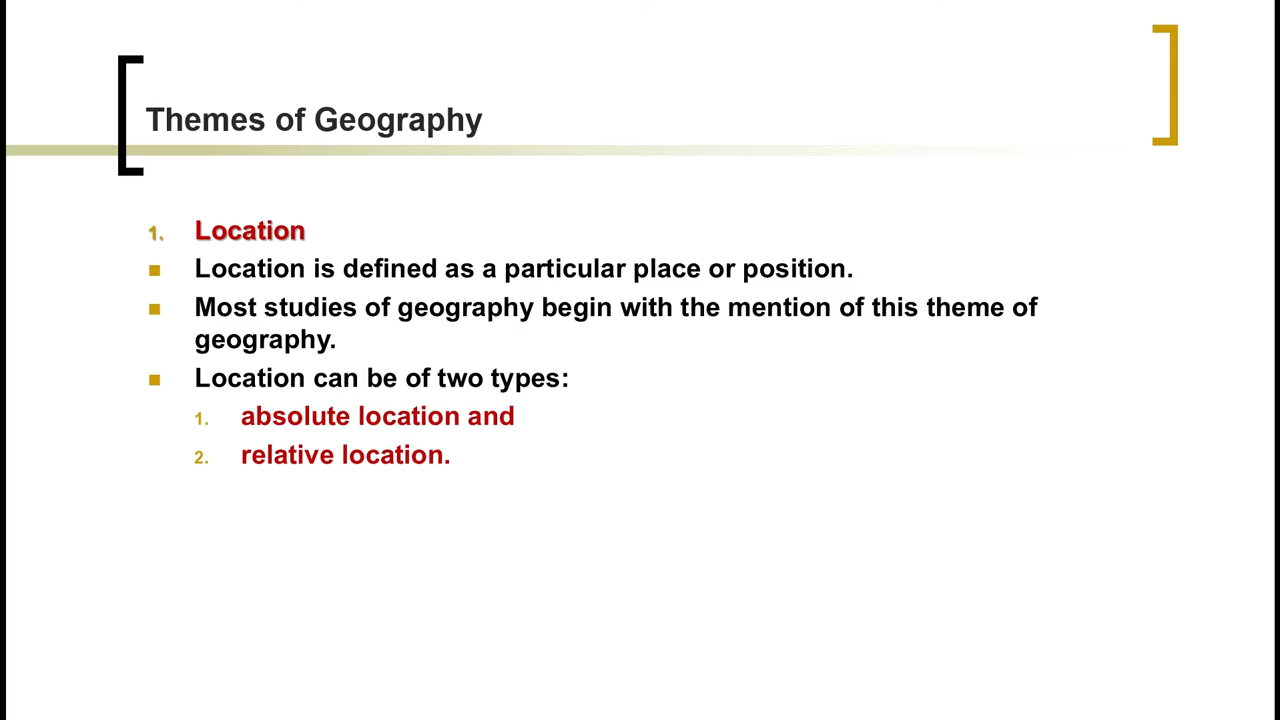 Themes of Geography
1. Location
■ Location is defined as a particular place or position.
■ Most studies of geography begin with the mention of this theme of
geography.
■ Location can be of two types:
1. absolute location and
2. relative location.